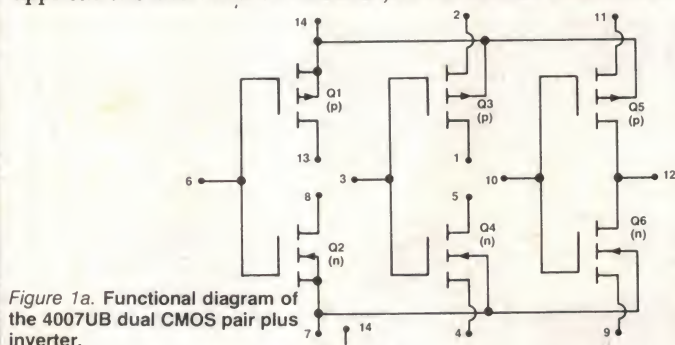 14
2
11
Q1
(p)
Q3
(p)
Q5
(p)
13
1
6
3
10
12
8
5
Q2
(n)
Q4
(n)
Q6
(n)
Figure 1a. Functional diagram of
the 4007UB dual CMOS pair plus
inverter.
7
14
4
9